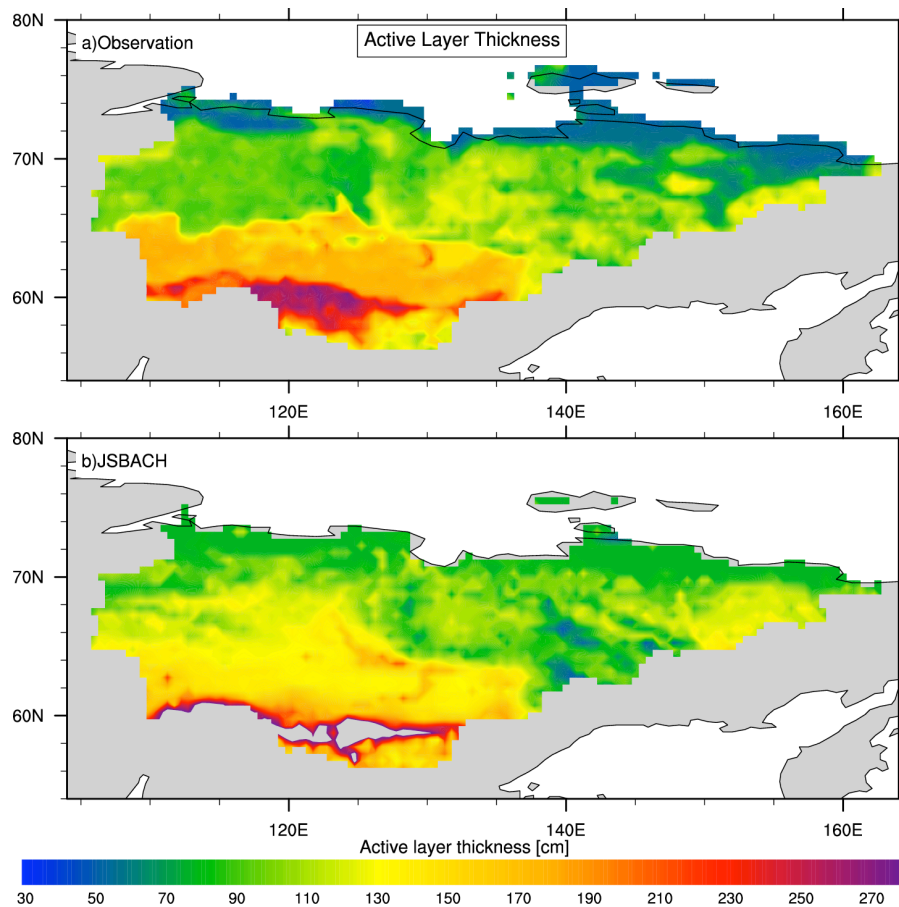 80N
a)Observation
Active Layer Thickness
70N
60N
120E
140E
160E
80N
b)JSBACH
70N
60N
120E
140E
160E
Active layer thickness [cm]
30 50 70 90 110 130 150 170 190 210 230 250 270